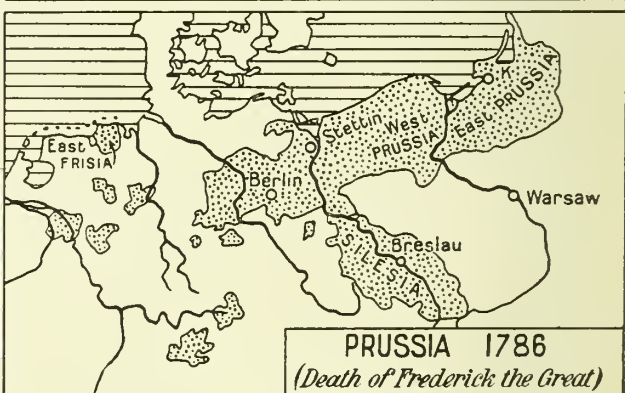 East
FRISIA
Stettin
West
PRUSSIA
K
East PRUSSIA
Berlin
Warsaw
Breslau
SILESIA
PRUSSIA 1786
(Death of Frederick the Great)